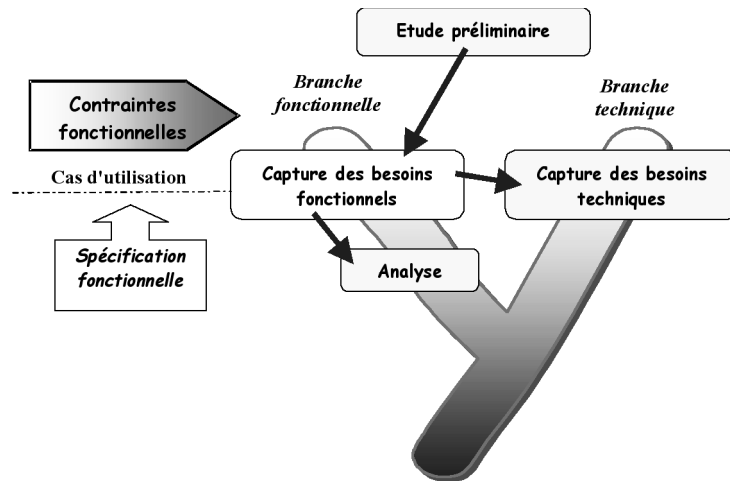 Etude préliminaire
Branche
fonctionnelle
Branche
technique
Contraintes
fonctionnelles
Cas d'utilisation
Capture des besoins
fonctionnels
Capture des besoins
techniques
Spécification
fonctionnelle
Analyse